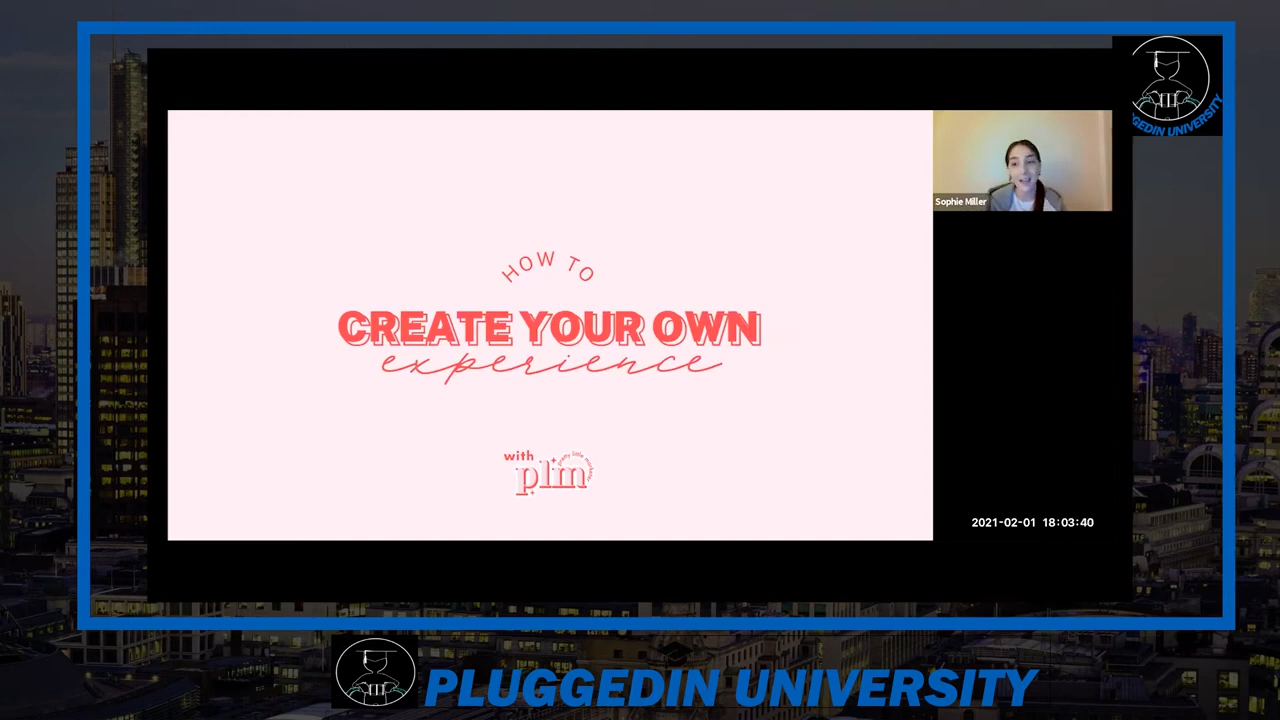 HOW TO
CREATE YOUR OWN
experience
with
plm
Sophie Miller
2021-02-01 18:03:40
PLUGGEDIN UNIVERSITY